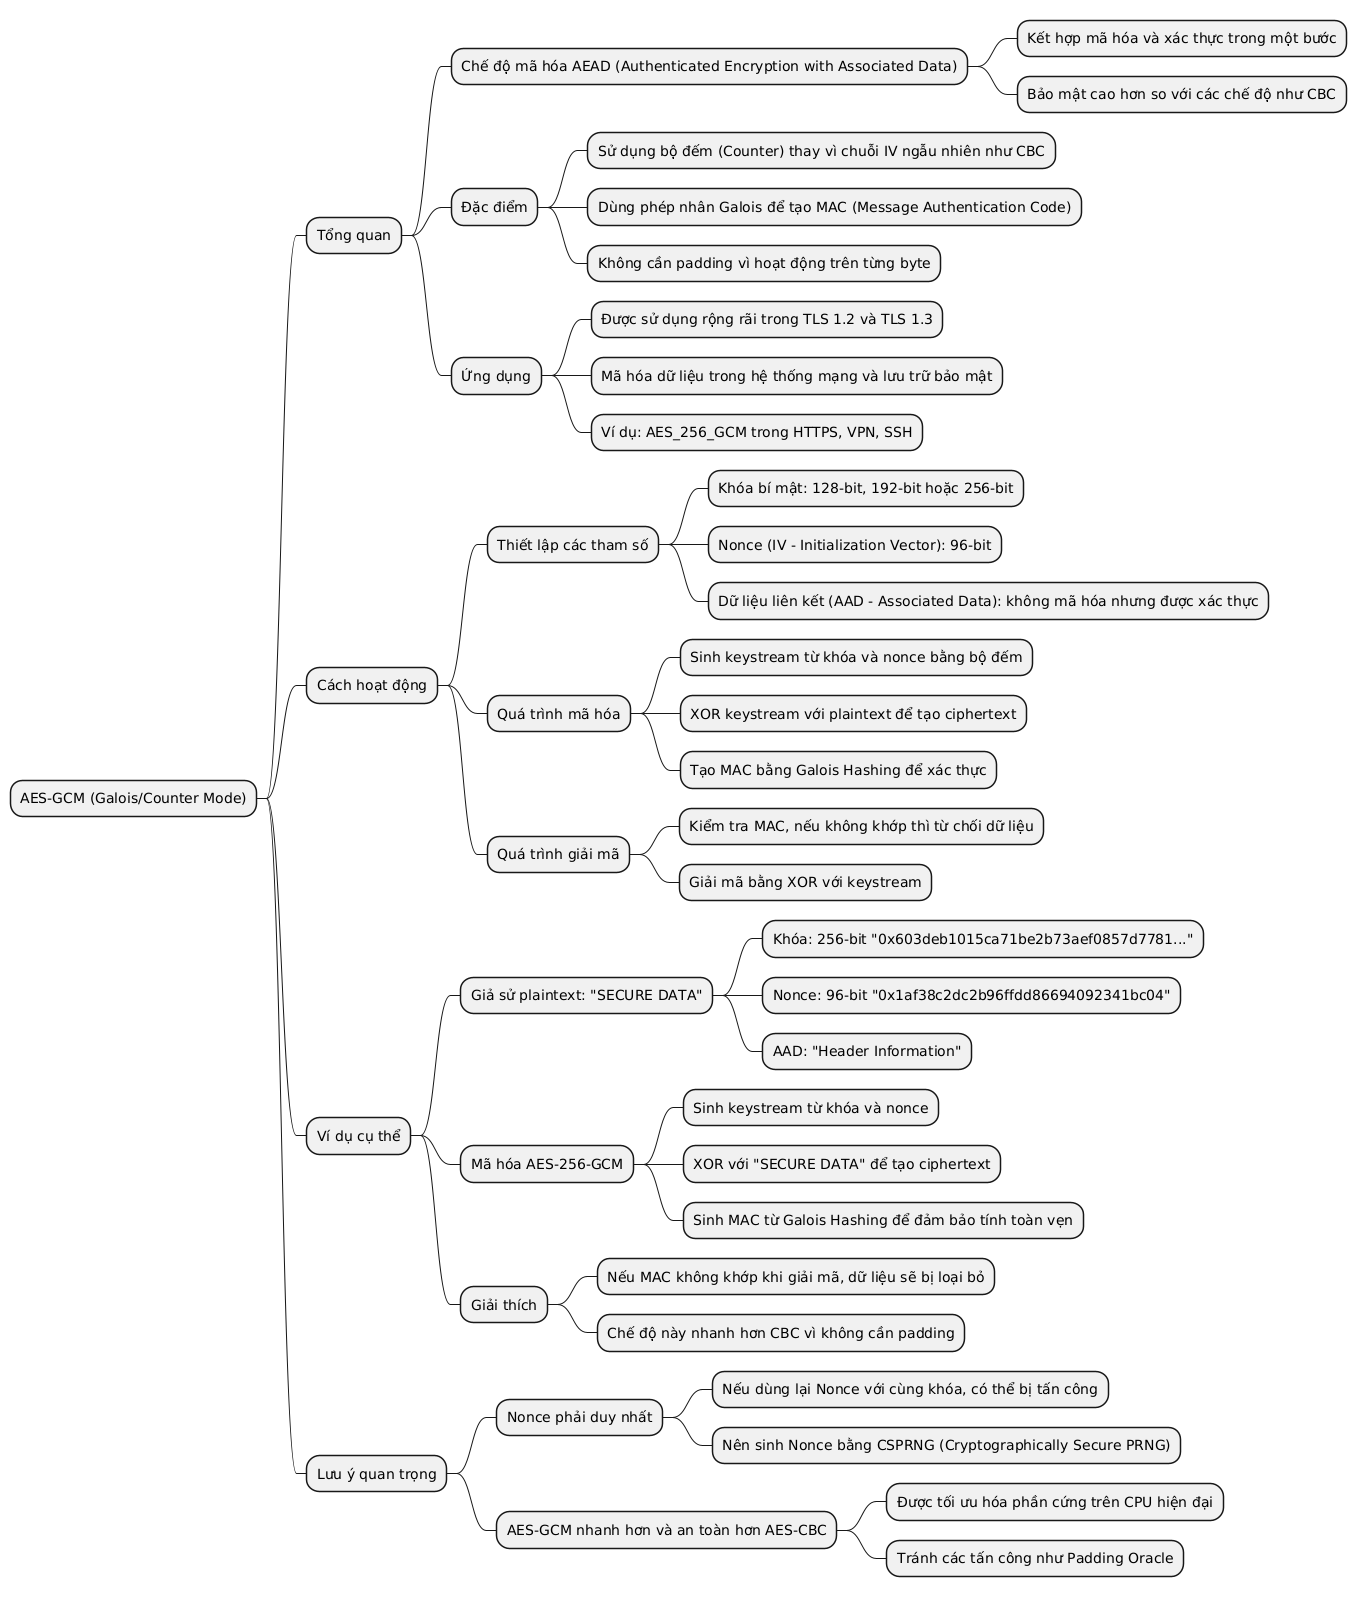 AES-GCM (Galois/Counter Mode)
Tổng quan
Chế độ mã hóa AEAD (Authenticated Encryption with Associated Data)
Kết hợp mã hóa và xác thực trong một bước
Bảo mật cao hơn so với các chế độ như CBC
Đặc điểm
Sử dụng bộ đếm (Counter) thay vì chuỗi IV ngẫu nhiên như CBC
Dùng phép nhân Galois để tạo MAC (Message Authentication Code)
Không cần padding vì hoạt động trên từng byte
Ứng dụng
Được sử dụng rộng rãi trong TLS 1.2 và TLS 1.3
Mã hóa dữ liệu trong hệ thống mạng và lưu trữ bảo mật
Ví dụ: AES_256_GCM trong HTTPS, VPN, SSH
Cách hoạt động
Thiết lập các tham số
Khóa bí mật: 128-bit, 192-bit hoặc 256-bit
Nonce (IV - Initialization Vector): 96-bit
Dữ liệu liên kết (AAD - Associated Data): không mã hóa nhưng được xác thực
Quá trình mã hóa
Sinh keystream từ khóa và nonce bằng bộ đếm
XOR keystream với plaintext để tạo ciphertext
Tạo MAC bằng Galois Hashing để xác thực
Quá trình giải mã
Kiểm tra MAC, nếu không khớp thì từ chối dữ liệu
Giải mã bằng XOR với keystream
Ví dụ cụ thể
Giả sử plaintext: "SECURE DATA"
Khóa: 256-bit "0x603deb1015ca71be2b73aef0857d7781..."
Nonce: 96-bit "0x1af38c2dc2b96ffdd86694092341bc04"
AAD: "Header Information"
Mã hóa AES-256-GCM
Sinh keystream từ khóa và nonce
XOR với "SECURE DATA" để tạo ciphertext
Sinh MAC từ Galois Hashing để đảm bảo tính toàn vẹn
Giải thích
Nếu MAC không khớp khi giải mã, dữ liệu sẽ bị loại bỏ
Chế độ này nhanh hơn CBC vì không cần padding
Lưu ý quan trọng
Nonce phải duy nhất
Nếu dùng lại Nonce với cùng khóa, có thể bị tấn công
Nên sinh Nonce bằng CSPRNG (Cryptographically Secure PRNG)
AES-GCM nhanh hơn và an toàn hơn AES-CBC
Được tối ưu hóa phần cứng trên CPU hiện đại
Tránh các tấn công như Padding Oracle